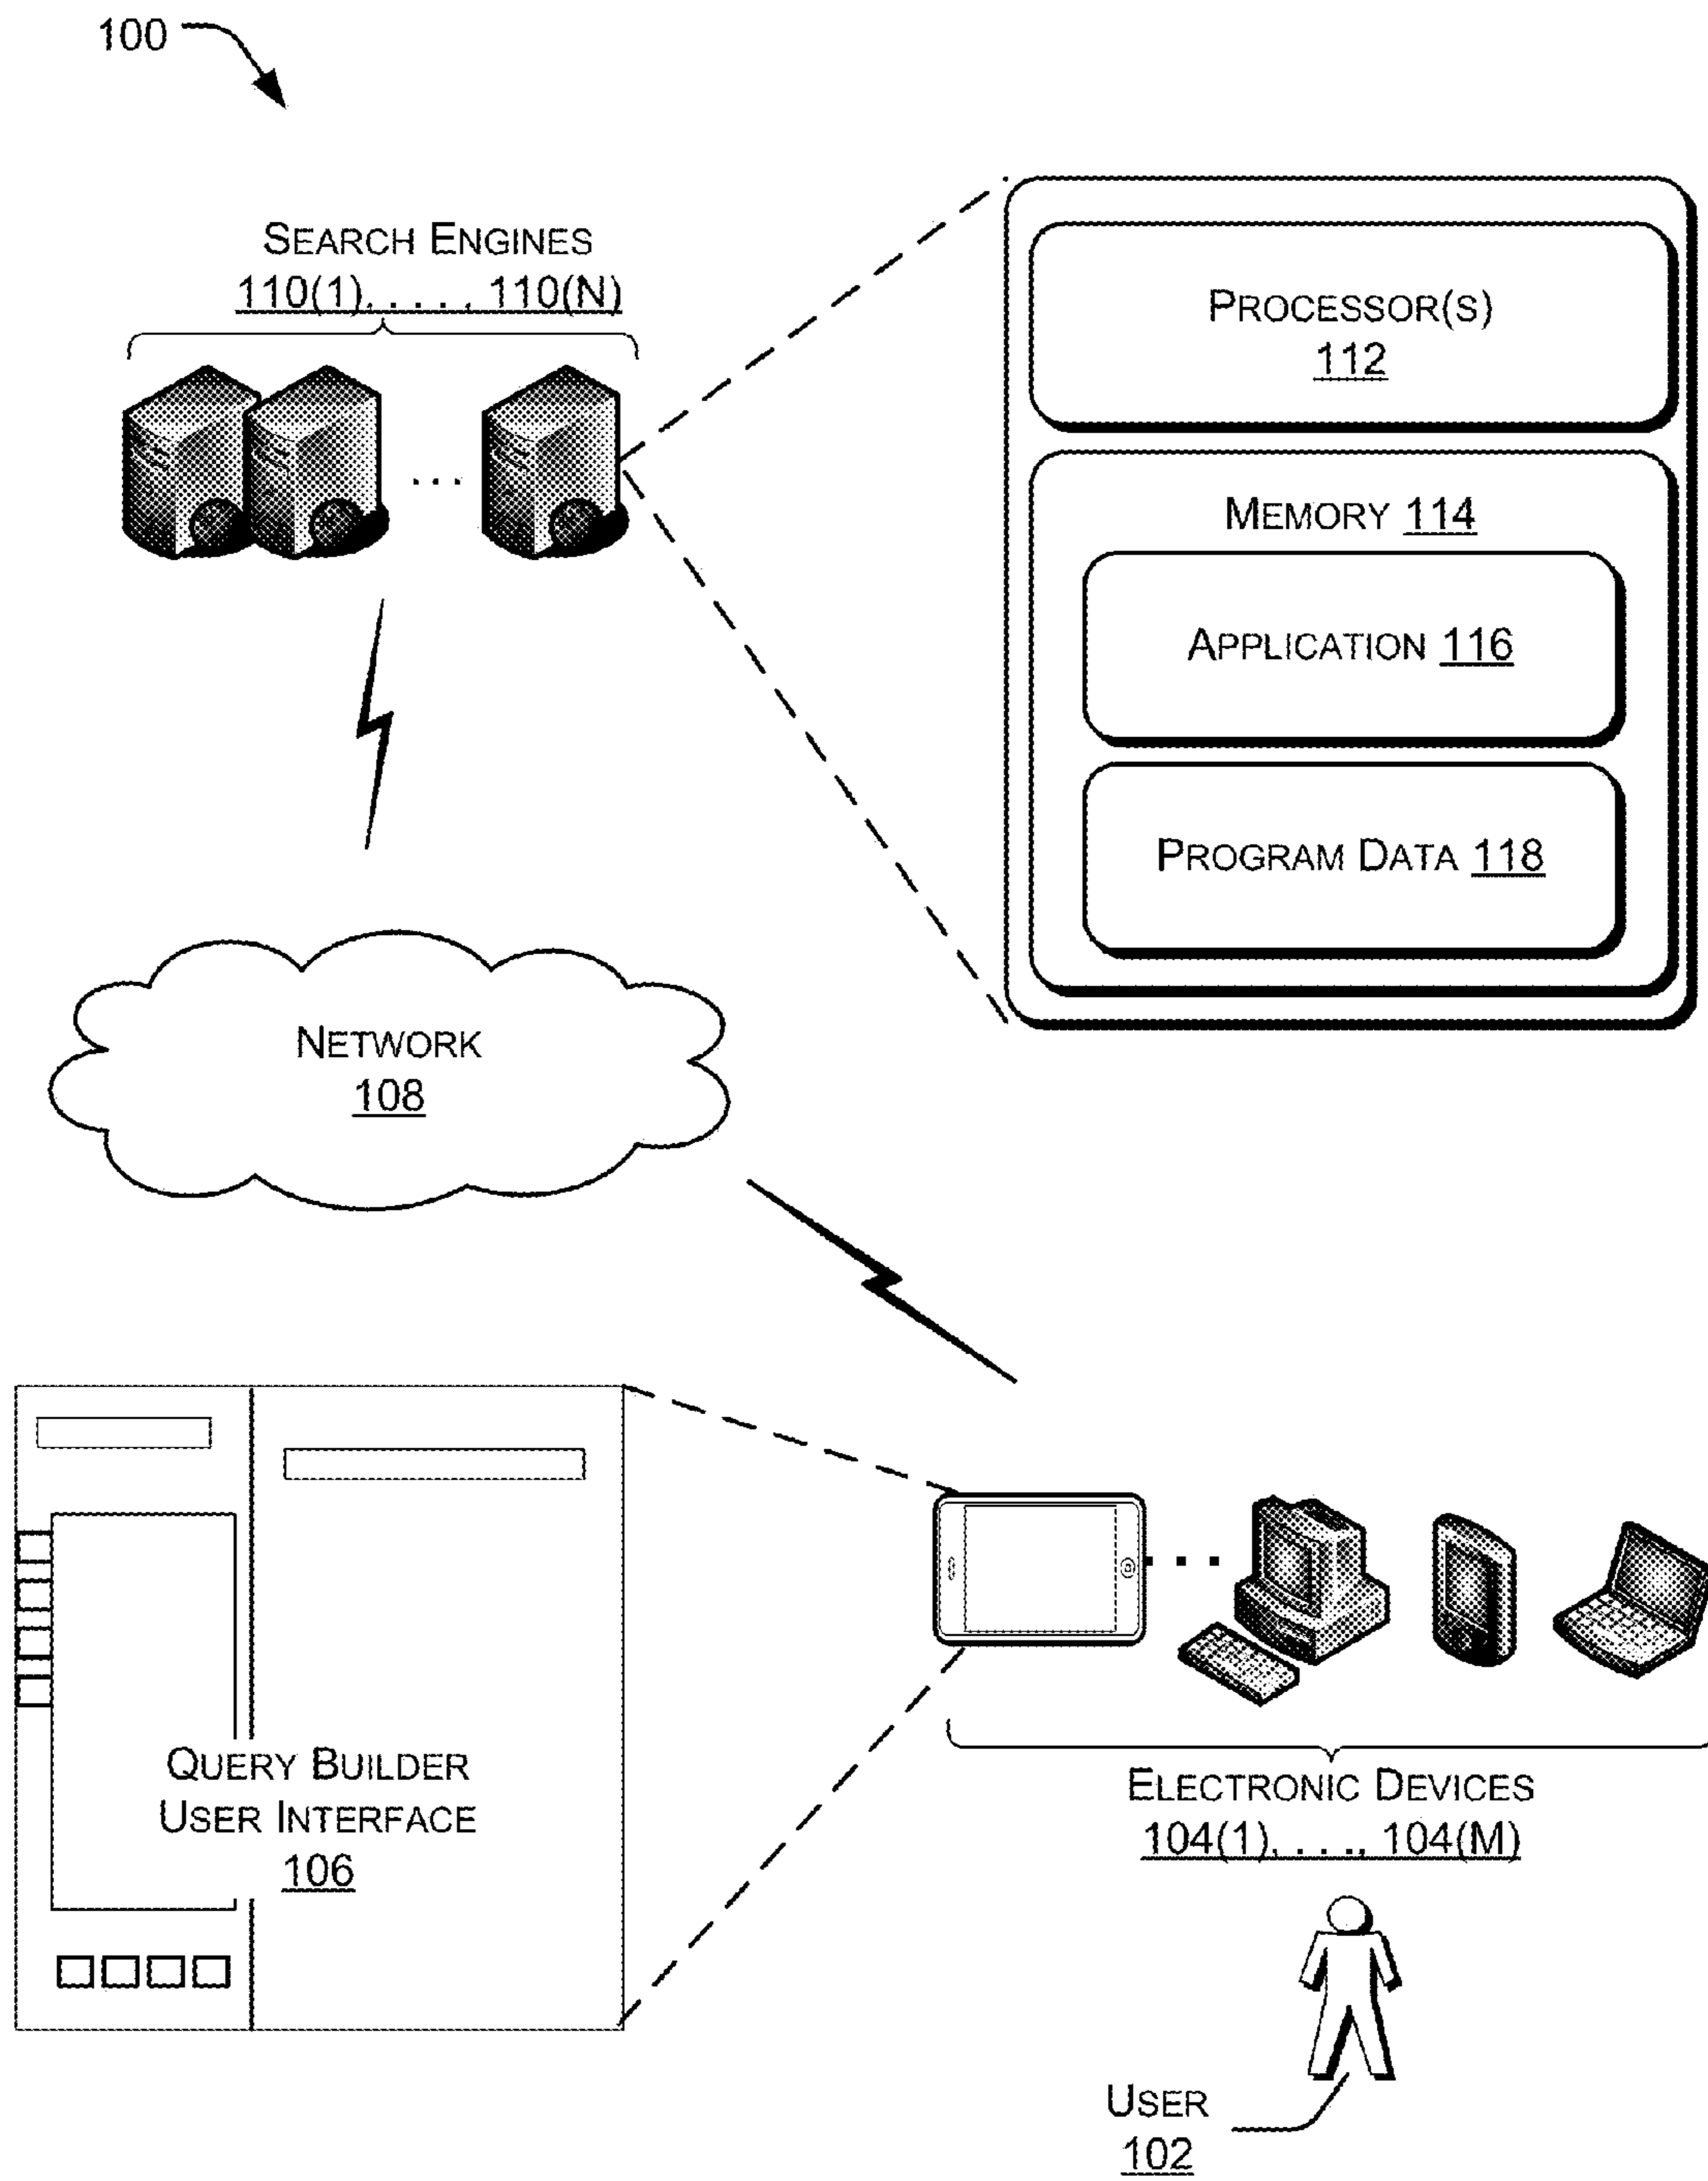 100
SEARCH ENGINES
110(1), . . . , 110(N)
PROCESSOR(S)
112
MEMORY 114
APPLICATION 116
PROGRAM DATA 118
NETWORK
108
QUERY BUILDER
USER INTERFACE
106
ELECTRONIC DEVICES
104(1), . . ., 104(M)
USER
102